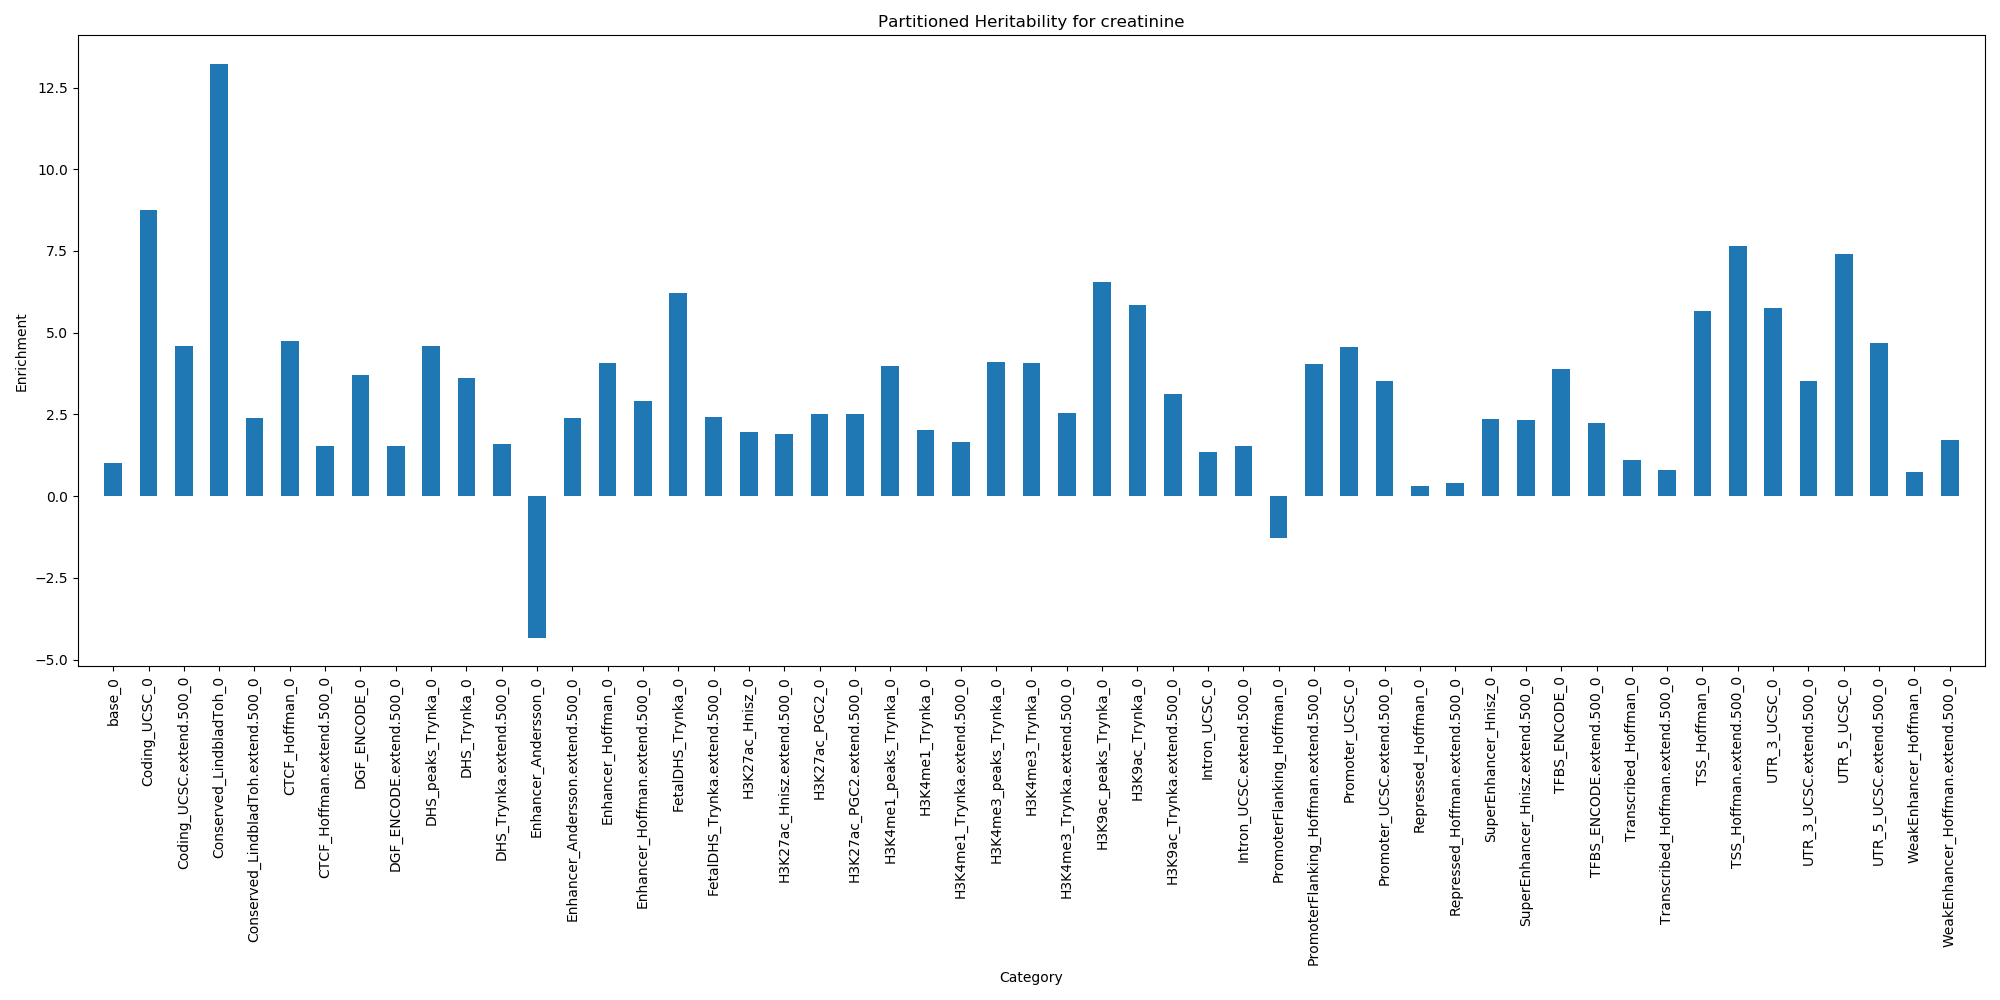 Partitioned Heritability for creatinine
Enrichment
12.5
10.0
7.5
5.0
2.5
0.0
−2.5
−5.0
base_0
Coding_UCSC_0
Coding_UCSC.extend.500_0
Conserved_LindbladToh_0
Conserved_LindbladToh.extend.500_0
CTCF_Hoffman_0
CTCF_Hoffman.extend.500_0
DGF_ENCODE_0
DGF_ENCODE.extend.500_0
DHS_peaks_Trynka_0
DHS_Trynka_0
DHS_Trynka.extend.500_0
Enhancer_Andersson_0
Enhancer_Andersson.extend.500_0
Enhancer_Hoffman_0
Enhancer_Hoffman.extend.500_0
FetalDHS_Trynka_0
FetalDHS_Trynka.extend.500_0
H3K27ac_Hnisz_0
H3K27ac_Hnisz.extend.500_0
H3K27ac_PGC2_0
H3K27ac_PGC2.extend.500_0
H3K4me1_peaks_Trynka_0
H3K4me1_Trynka_0
H3K4me1_Trynka.extend.500_0
H3K4me3_peaks_Trynka_0
H3K4me3_Trynka_0
H3K4me3_Trynka.extend.500_0
H3K9ac_peaks_Trynka_0
H3K9ac_Trynka_0
H3K9ac_Trynka.extend.500_0
Intron_UCSC_0
Intron_UCSC.extend.500_0
PromoterFlanking_Hoffman_0
PromoterFlanking_Hoffman.extend.500_0
Promoter_UCSC_0
Promoter_UCSC.extend.500_0
Repressed_Hoffman_0
Repressed_Hoffman.extend.500_0
SuperEnhancer_Hnisz_0
SuperEnhancer_Hnisz.extend.500_0
TFBS_ENCODE_0
TFBS_ENCODE.extend.500_0
Transcribed_Hoffman_0
Transcribed_Hoffman.extend.500_0
TSS_Hoffman_0
TSS_Hoffman.extend.500_0
UTR_3_UCSC_0
UTR_3_UCSC.extend.500_0
UTR_5_UCSC_0
UTR_5_UCSC.extend.500_0
WeakEnhancer_Hoffman_0
WeakEnhancer_Hoffman.extend.500_0
Category